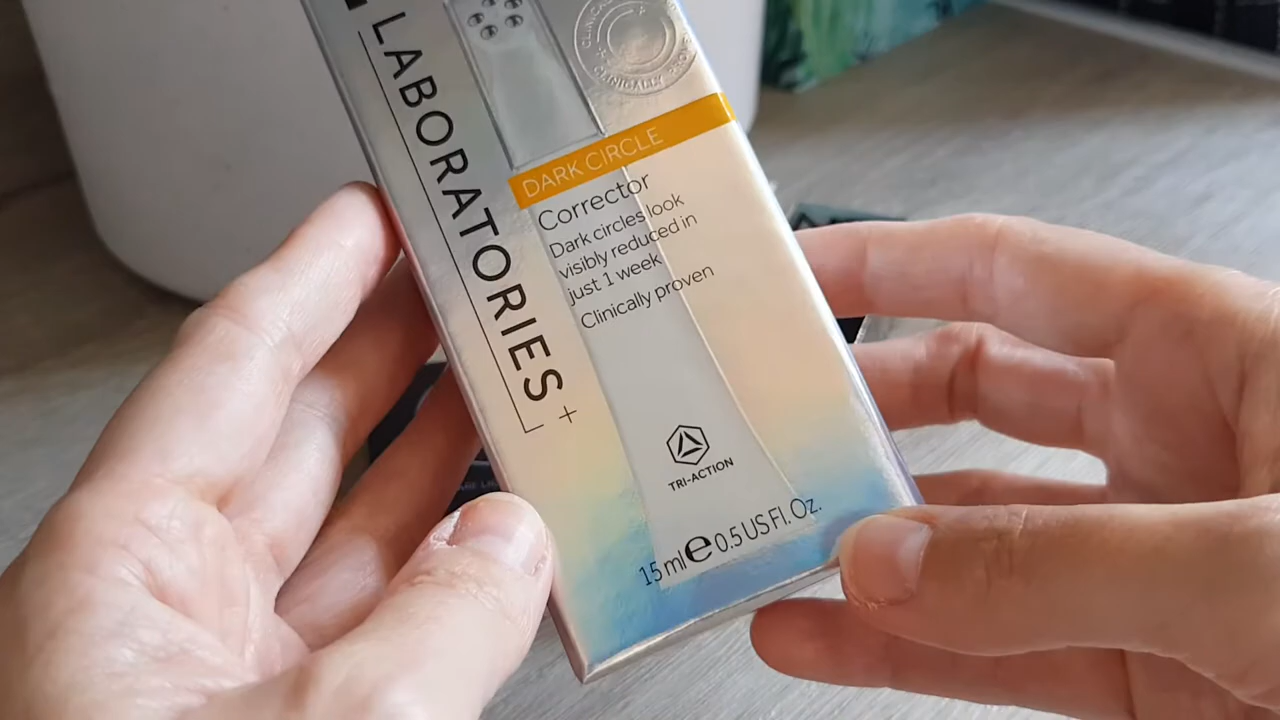 LABORATORIES
+
CLINICALLY
DARK CIRCLE
Corrector
Dark circles look
visibly reduced in
just 1 week
Clinically proven
TRI-ACTION
15 ml e 0.5 US Fl. Oz.